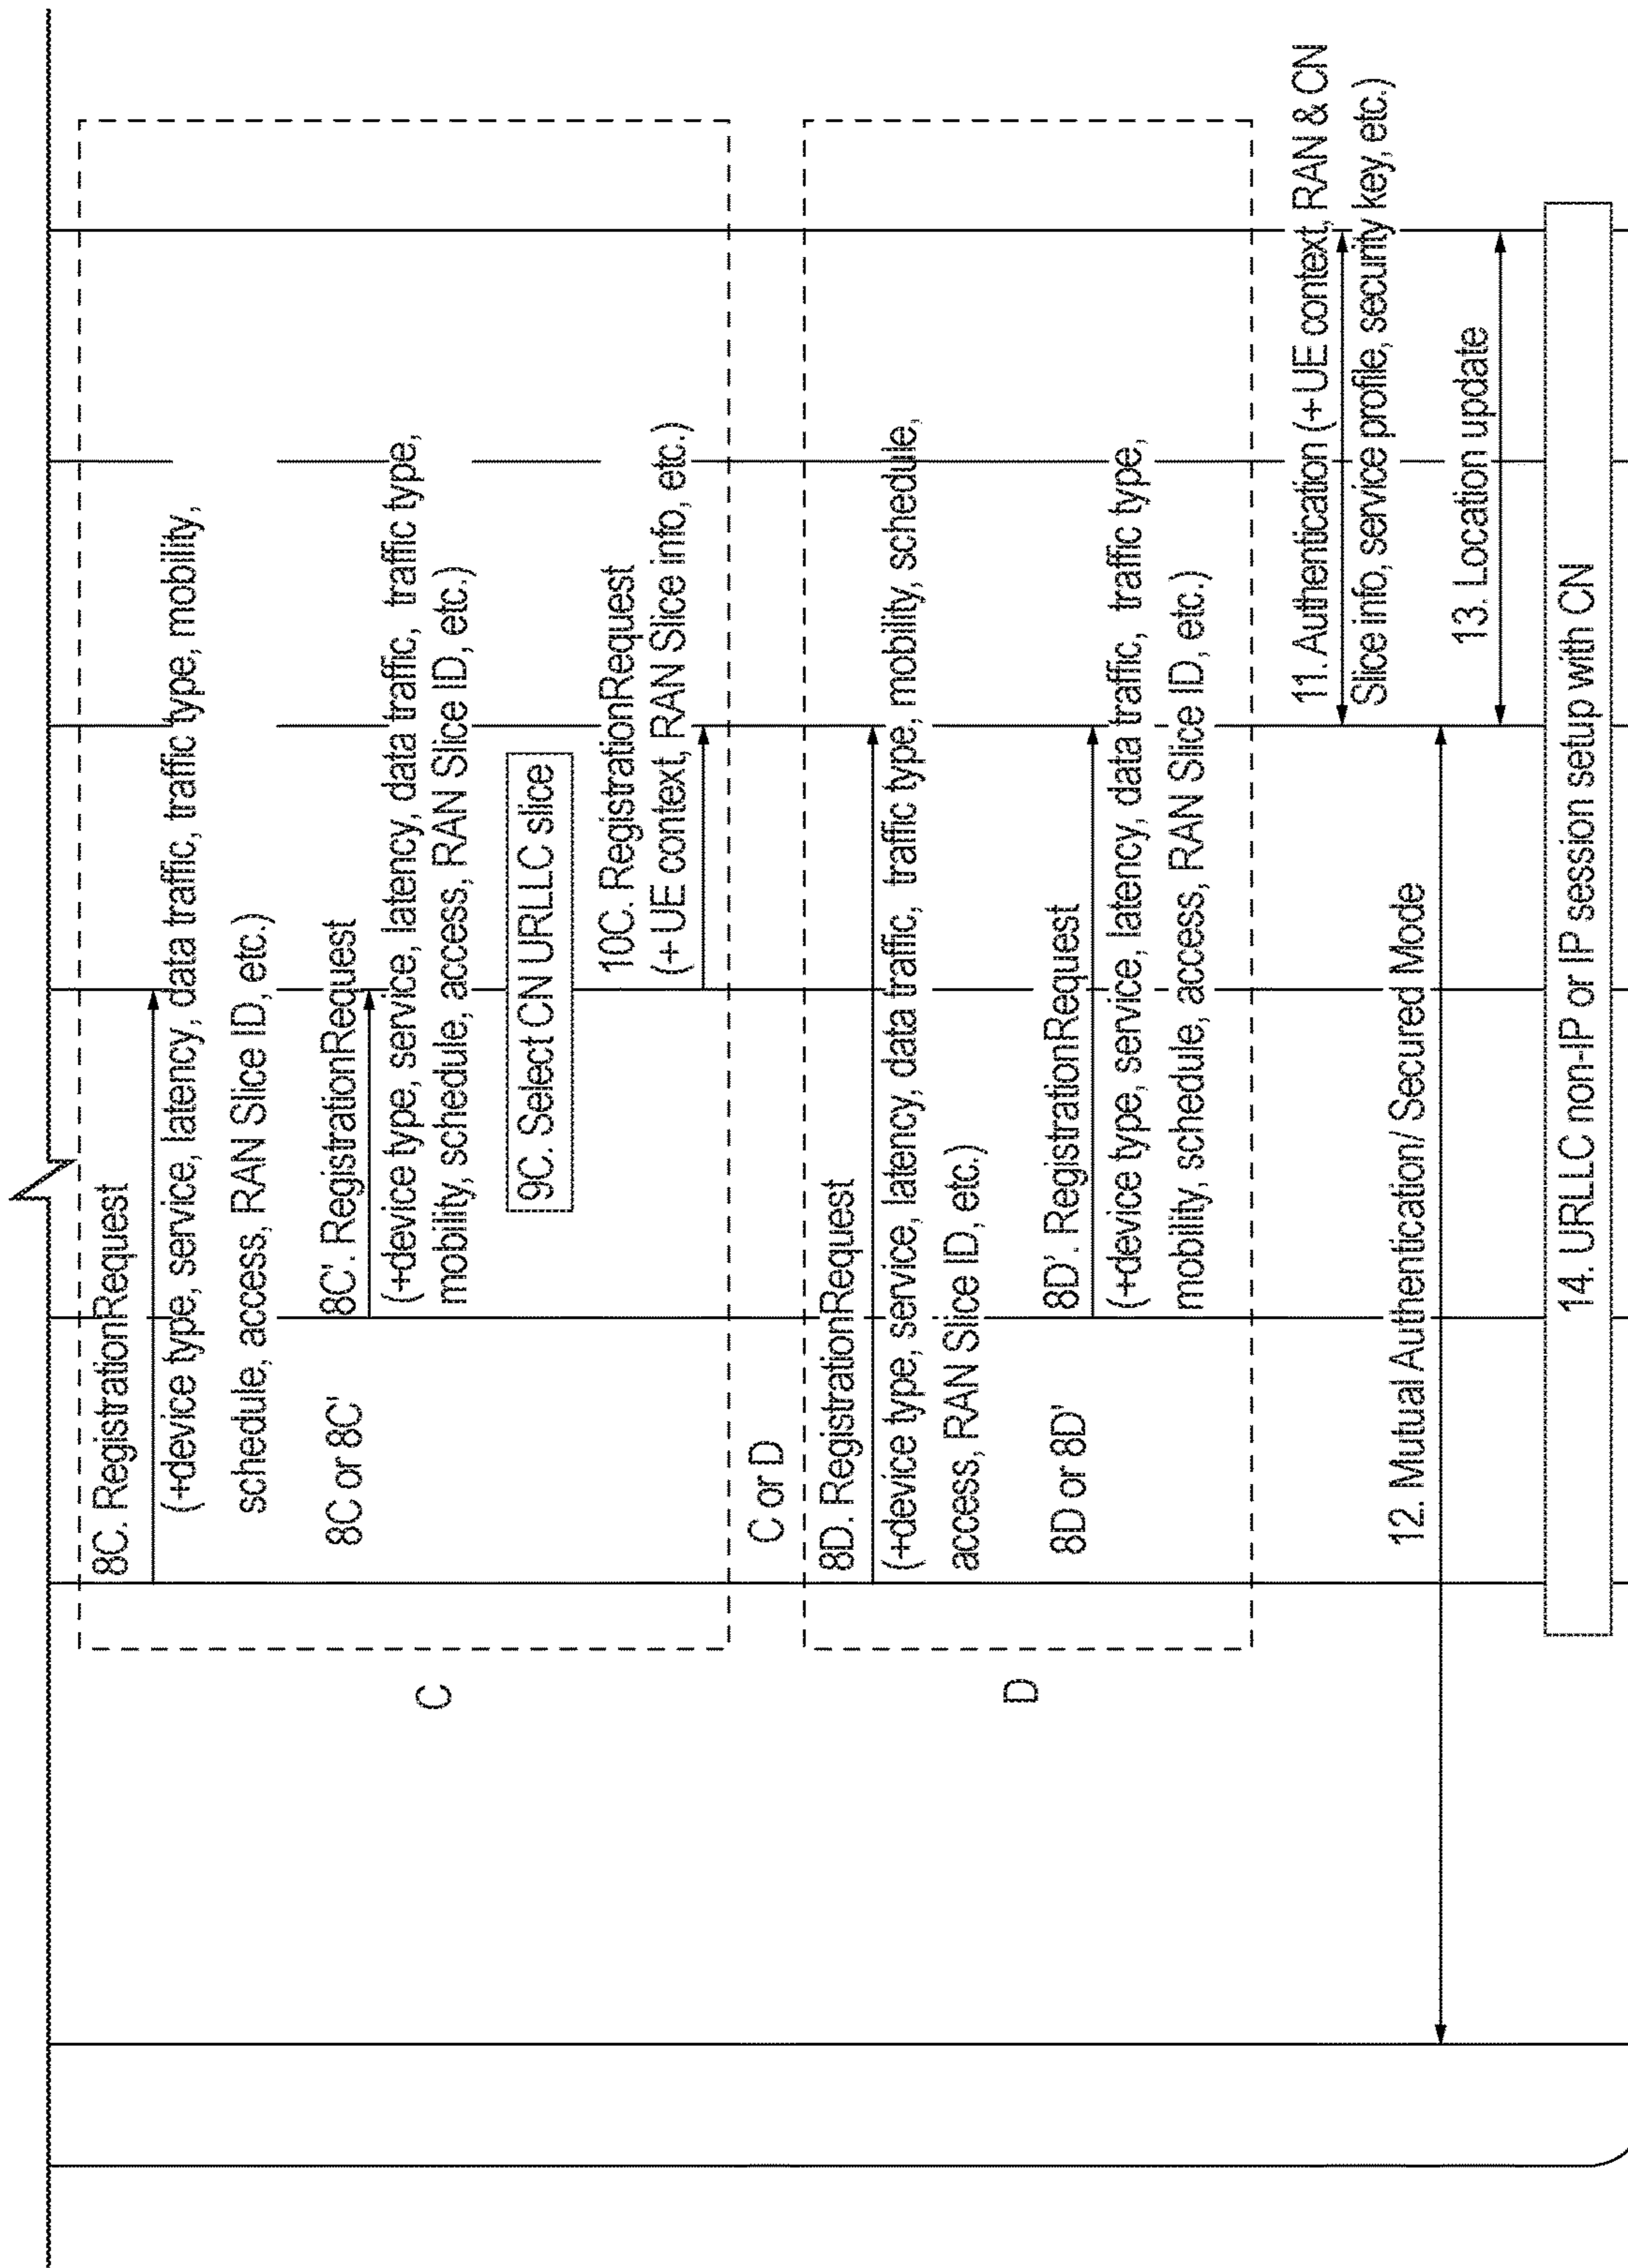 8C. RegistrationRequest
(+device type, service, latency, data traffic, traffic type, mobility,
schedule, access, RAN Slice ID, etc.)
8C or 8C'
8C'. RegistrationRequest
(+device type, service, latency, data traffic, traffic type,
mobility, schedule, access, RAN Slice ID, etc.)
C
9C. Select CN URLLC slice
10C. RegistrationRequest
(+ UE context, RAN Slice info, etc.)
C or D
8D. RegistrationRequest
(+device type, service, latency, data traffic, traffic type, mobility, schedule,
access, RAN Slice ID, etc.)
D
8D or 8D'
8D'. RegistrationRequest
(+device type, service, latency, data traffic, traffic type,
mobility, schedule, access, RAN Slice ID, etc.)
11. Authentication (+ UE context, RAN & CN
Slice info, service profile, security key, etc.)
12. Mutual Authentication/ Secured Mode
13. Location update
14. URLLC non-IP or IP session setup with CN